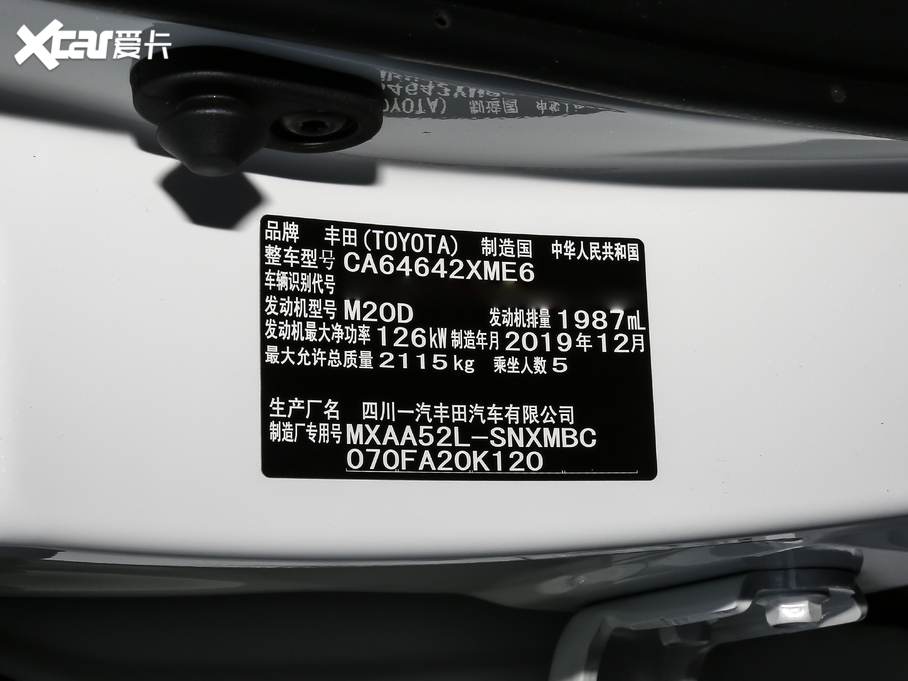 Xcar爱卡
品牌 丰田(TOYOTA) 制造国 中华人民共和国
整车型号 CA64642XME6
车辆识别代号
发动机型号 M20D 发动机排量 1987mL
发动机最大净功率 126kW 制造年月 2019年12月
最大允许总质量 2115kg 乘坐人数 5
生产厂名 四川一汽丰田汽车有限公司
制造厂专用号 MXAA52L-SNXMBC
070FA20K120